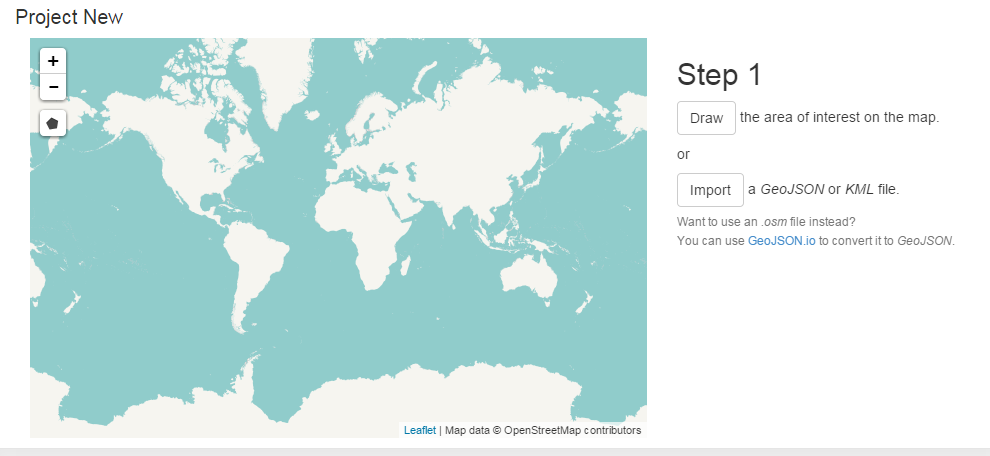 Project New
+
−
Step 1
Draw the area of interest on the map.
or
Import a GeoJSON or KML file.
Want to use an .osm file instead?
You can use GeoJSON.io to convert it to GeoJSON.
Leaflet | Map data © OpenStreetMap contributors